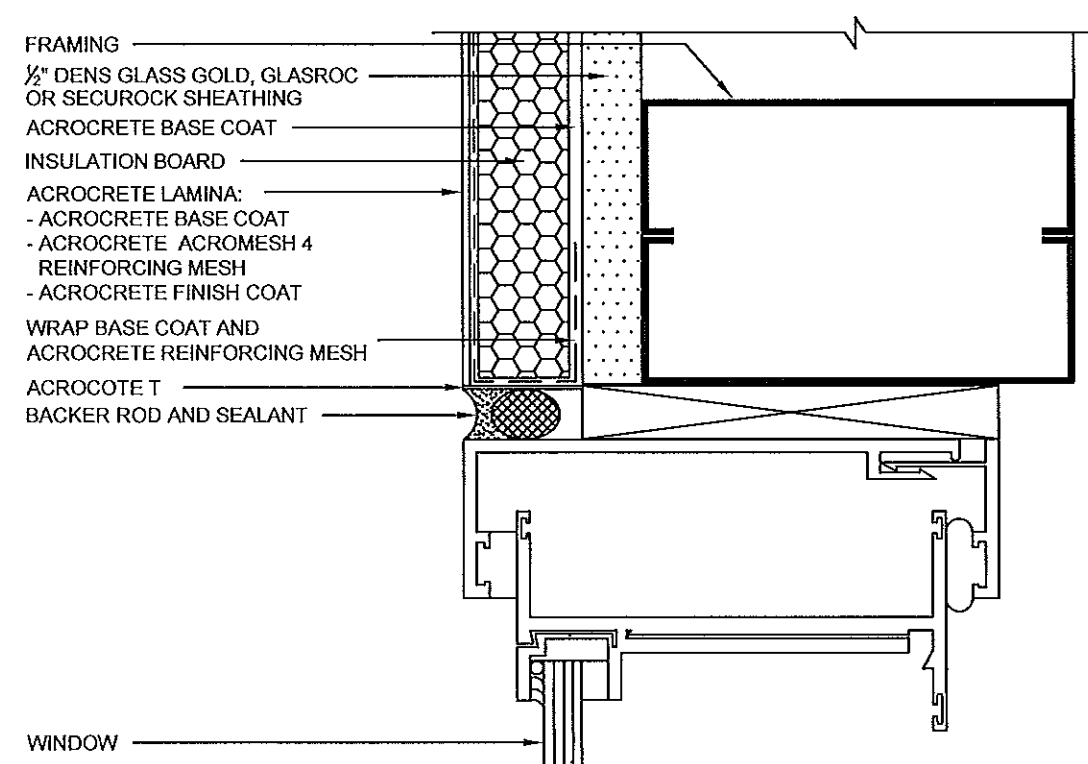 FRAMING
½" DENS GLASS GOLD, GLASROC
OR SECUROCK SHEATHING
ACROCRETE BASE COAT
INSULATION BOARD
ACROCRETE LAMINA:
- ACROCRETE BASE COAT
- ACROCRETE ACROMESH 4
REINFORCING MESH
- ACROCRETE FINISH COAT
WRAP BASE COAT AND
ACROCRETE REINFORCING MESH
ACROCOTE T
BACKER ROD AND SEALANT
WINDOW